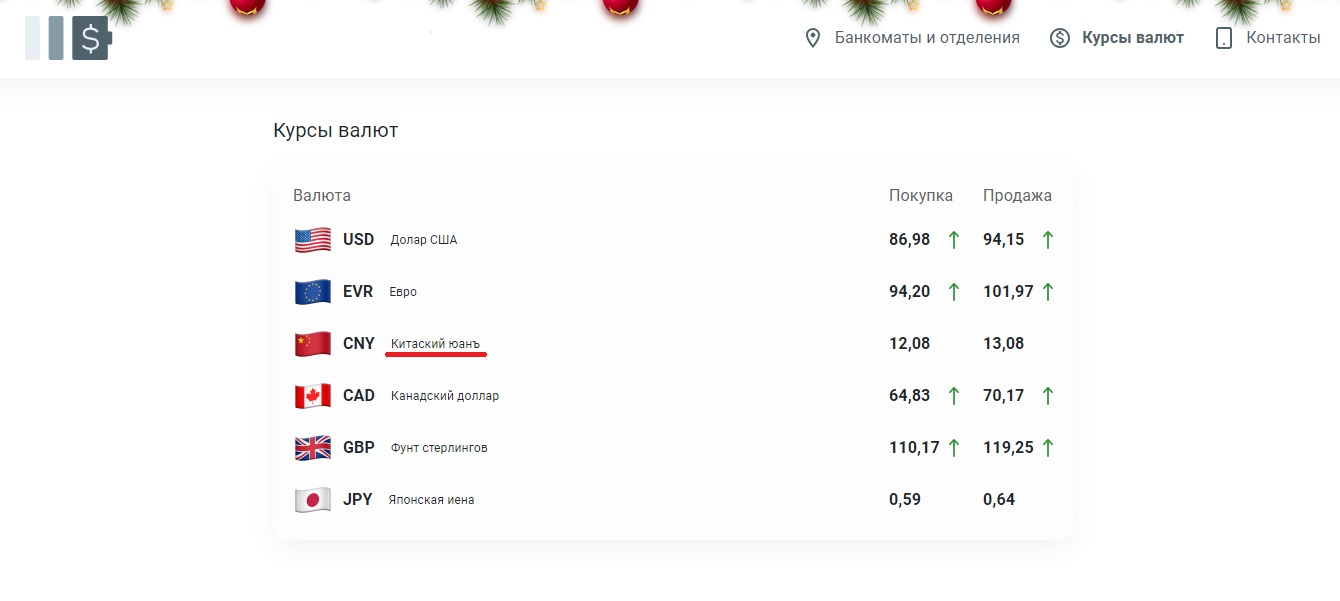 $
Банкоматы и отделения
Курсы валют
Контакты
Курсы валют
Валюта Покупка Продажа
USD Долар США 86,98 ↑ 94,15 ↑
EVR Евро 94,20 ↑ 101,97 ↑
CNY Китаский юанъ 12,08 13,08
CAD Канадский доллар 64,83 ↑ 70,17 ↑
GBP Фунт стерлингов 110,17 ↑ 119,25 ↑
JPY Японская иена 0,59 0,64